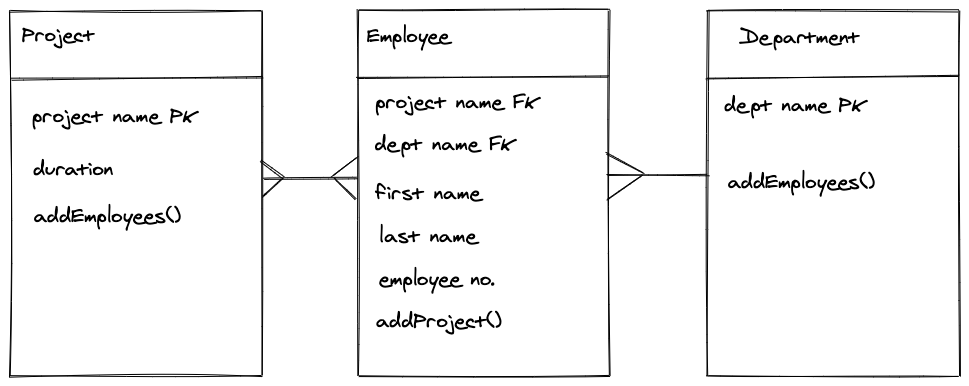 Project
project name PK
duration
addEmployees()
Employee
project name FK
dept name FK
first name
last name
employee no.
addProject()
Department
dept name PK
addEmployees()